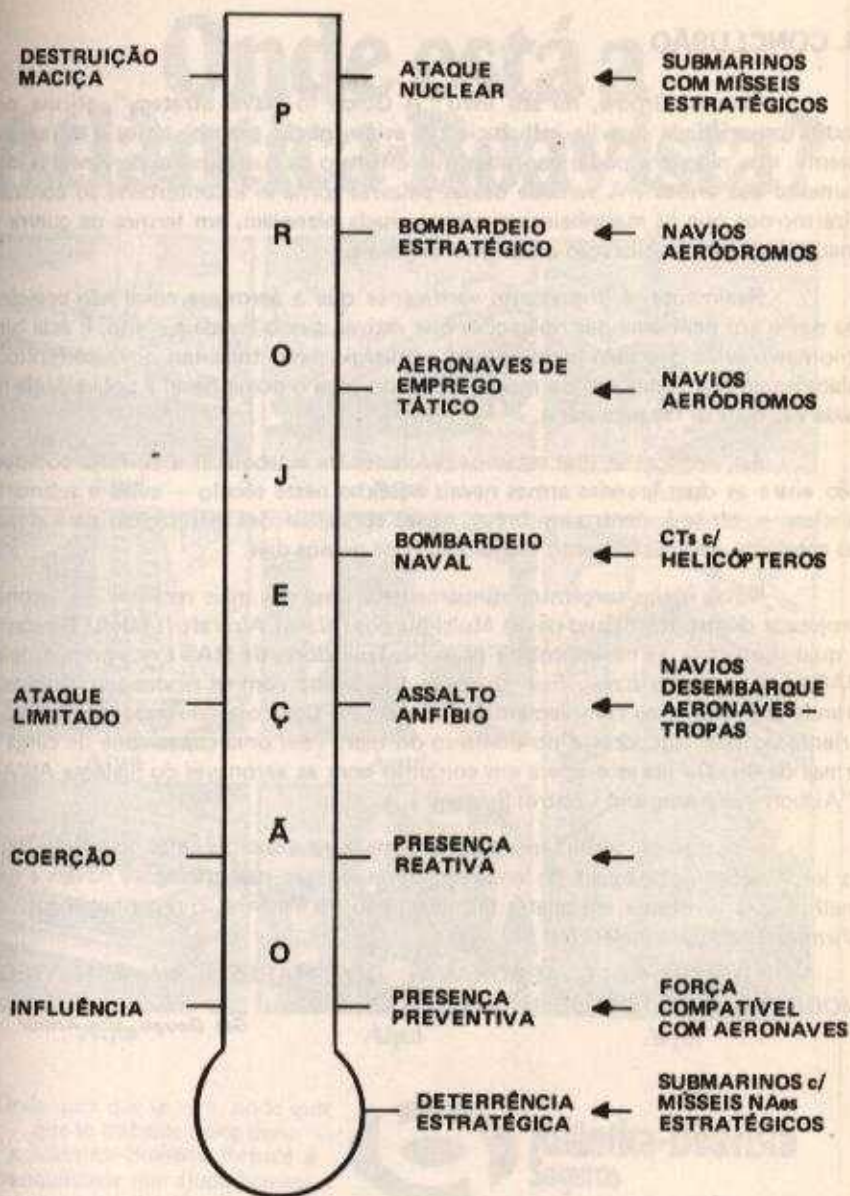 DESTRUIÇÃO
MACIÇA
ATAQUE
LIMITADO
COERÇÃO
INFLUÊNCIA
P
R
O
J
E
Ç
Ã
O
ATAQUE
NUCLEAR
SUBMARINOS
COM MÍSSEIS
ESTRATÉGICOS
BOMBARDEIO
ESTRATÉGICO
NAVIOS
AERÓDROMOS
AERONAVES DE
EMPREGO
TÁTICO
NAVIOS
AERÓDROMOS
BOMBARDEIO
NAVAL
CTs c/
HELICÓPTEROS
ASSALTO
ANFÍBIO
NAVIOS
DESEMBARQUE
AERONAVES –
TROPAS
PRESENÇA
REATIVA
PRESENÇA
PREVENTIVA
FORÇA
COMPATÍVEL
COM AERONAVES
DETERRÊNCIA
ESTRATÉGICA
SUBMARINOS c/
MÍSSEIS NAes
ESTRATÉGICOS